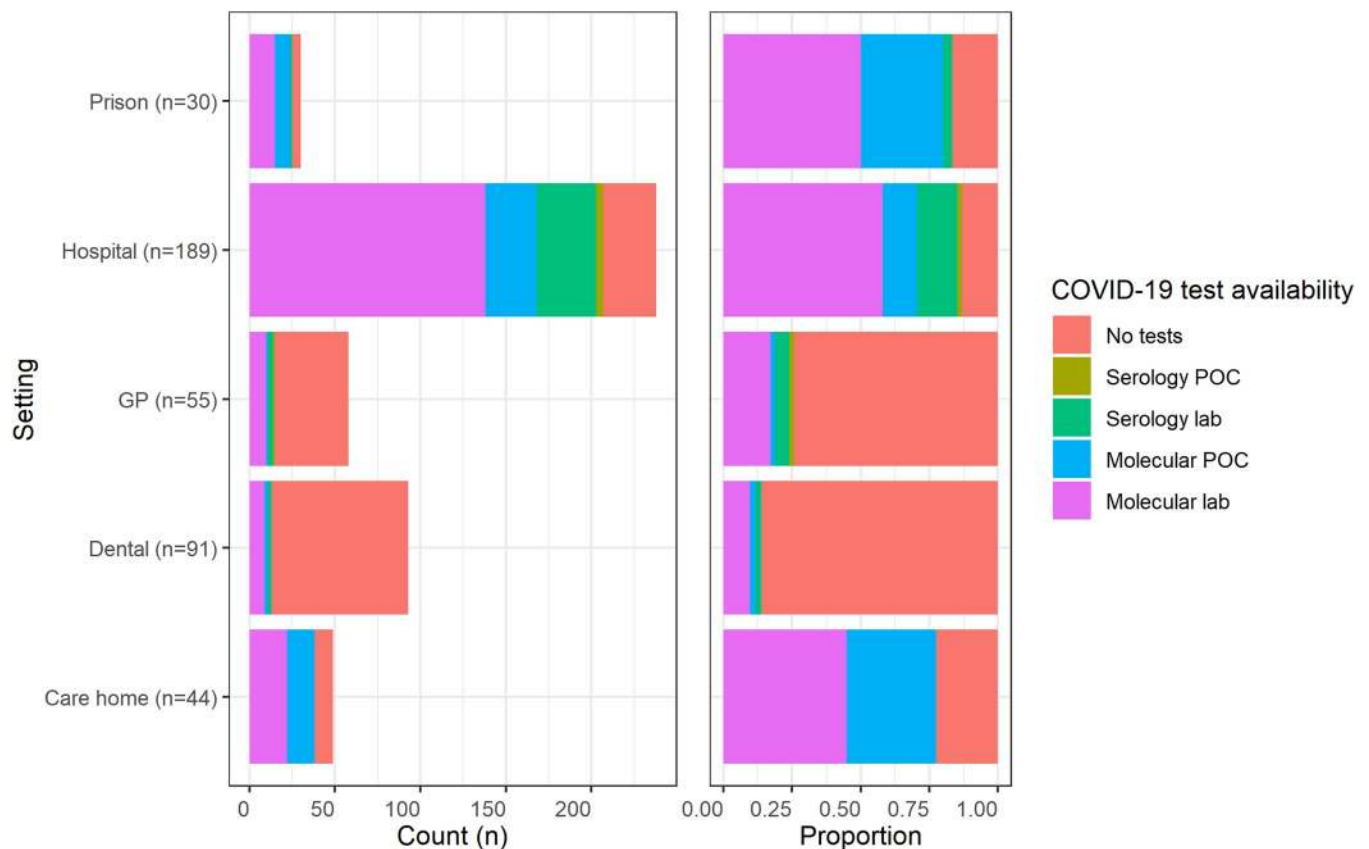 Setting
Prison (n=30)
Hospital (n=189)
GP (n=55)
Dental (n=91)
Care home (n=44)
0 50 100 150 200
Count (n)
0.00 0.25 0.50 0.75 1.00
Proportion
COVID-19 test availability
No tests
Serology POC
Serology lab
Molecular POC
Molecular lab